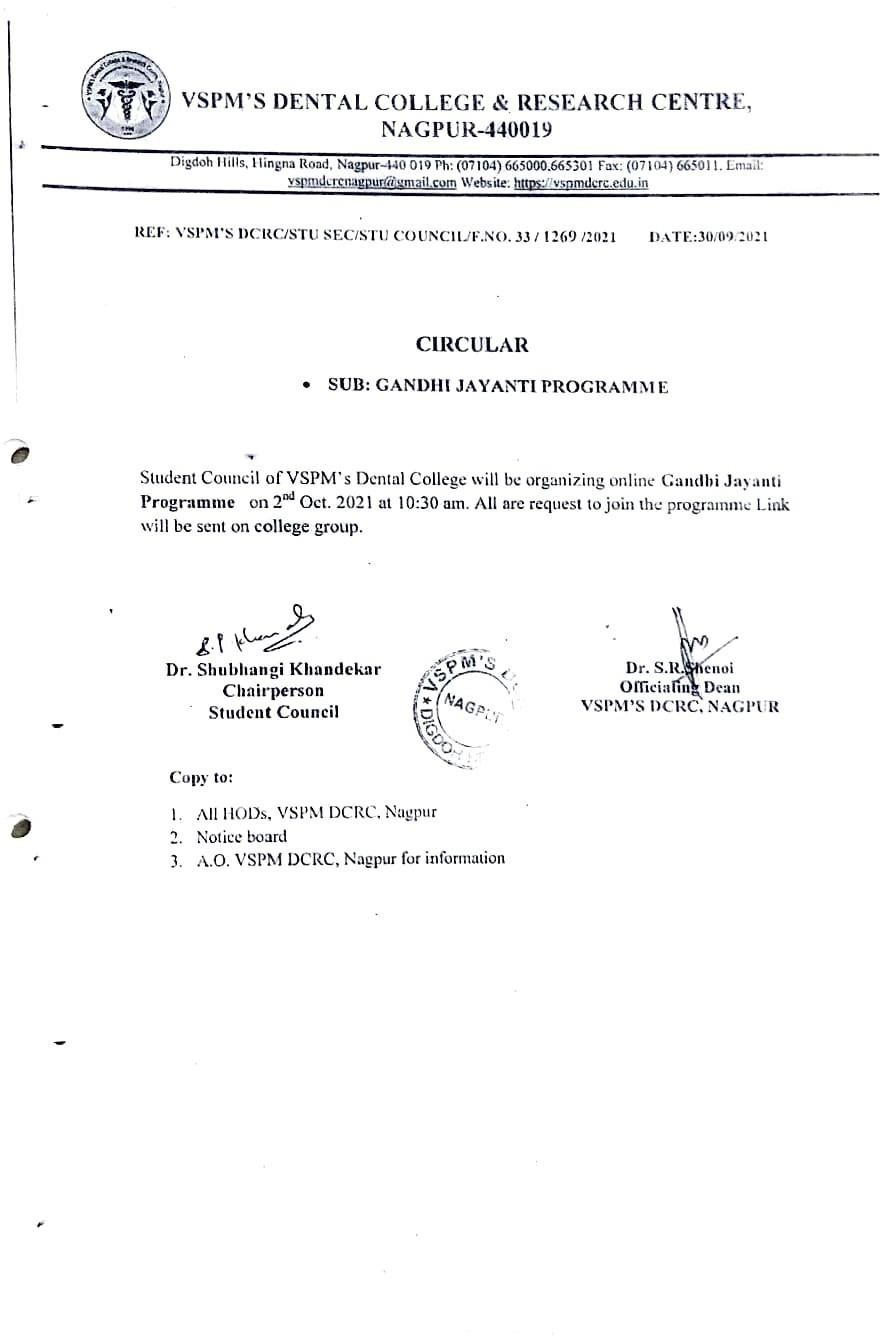 VSPM'S DENTAL COLLEGE & RESEARCH CENTRE,
NAGPUR-440019
Digdoh Hills, Hingna Road, Nagpur-440 019 Ph: (07104) 665000,665301 Fax: (07104) 665011. Email:
vspmdcrcnagpur@gmail.com Website: https://vspmdcrc.edu.in
REF: VSPM'S DCRC/STU SEC/STU COUNCIL/F.NO. 33 / 1269 /2021 DATE:30/09/2021
CIRCULAR
• SUB: GANDHI JAYANTI PROGRAMME
Student Council of VSPM's Dental College will be organizing online Gandhi Jayanti
Programme on 2nd Oct. 2021 at 10:30 am. All are request to join the programme Link
will be sent on college group.
S.P Khan
Dr. Shubhangi Khandekar
Chairperson
Student Council
VSPM'S D
NAGPUR
DIGDOH
Dr. S.R.Shenoi
Officiating Dean
VSPM'S DCRC, NAGPUR
Copy to:
1. All HODs, VSPM DCRC, Nagpur
2. Notice board
3. A.O. VSPM DCRC, Nagpur for information